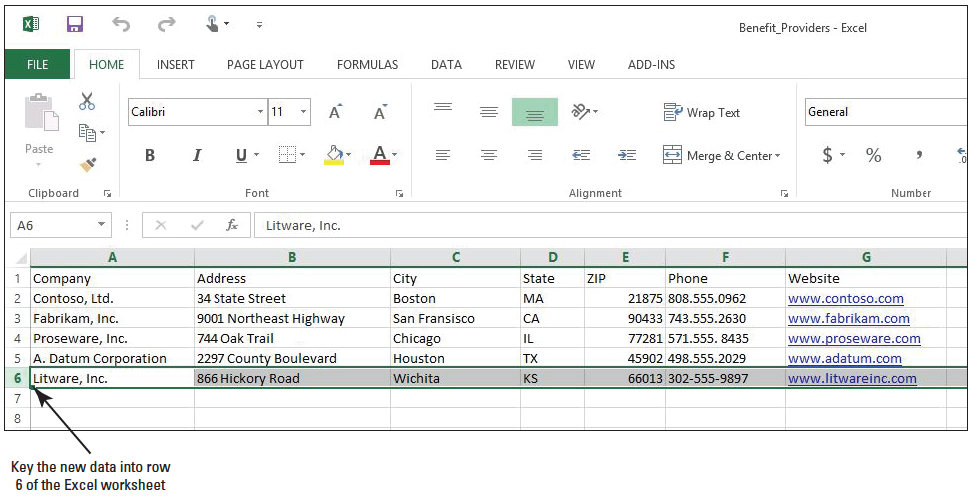 Benefit_Providers - Excel
FILE HOME INSERT PAGE LAYOUT FORMULAS DATA REVIEW VIEW ADD-INS
Calibri 11 A A Wrap Text General
Paste B I U A Merge & Center $ % ,
.0
Clipboard Font Alignment Number
A6 fx Litware, Inc.
A B C D E F G
1 Company Address City State ZIP Phone Website
2 Contoso, Ltd. 34 State Street Boston MA 21875 808.555.0962 www.contoso.com
3 Fabrikam, Inc. 9001 Northeast Highway San Fransisco CA 90433 743.555.2630 www.fabrikam.com
4 Proseware, Inc. 744 Oak Trail Chicago IL 77281 571.555. 8435 www.proseware.com
5 A. Datum Corporation 2297 County Boulevard Houston TX 45902 498.555.2029 www.adatum.com
6 Litware, Inc. 866 Hickory Road Wichita KS 66013 302-555-9897 www.litwareinc.com
7
8
Key the new data into row
6 of the Excel worksheet